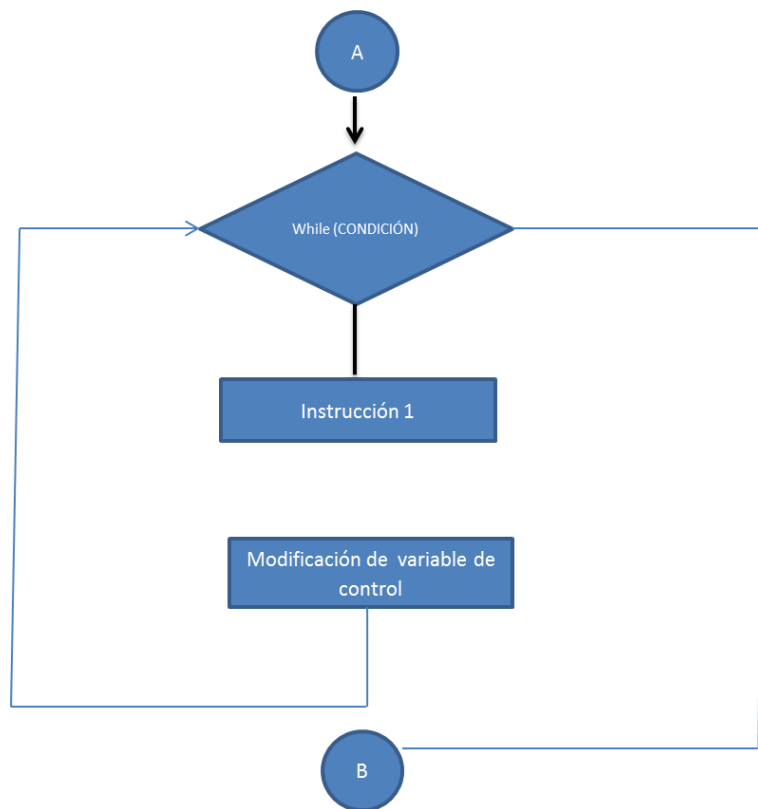 A
While (CONDICIÓN)
Instrucción 1
Modificación de variable de
control
B